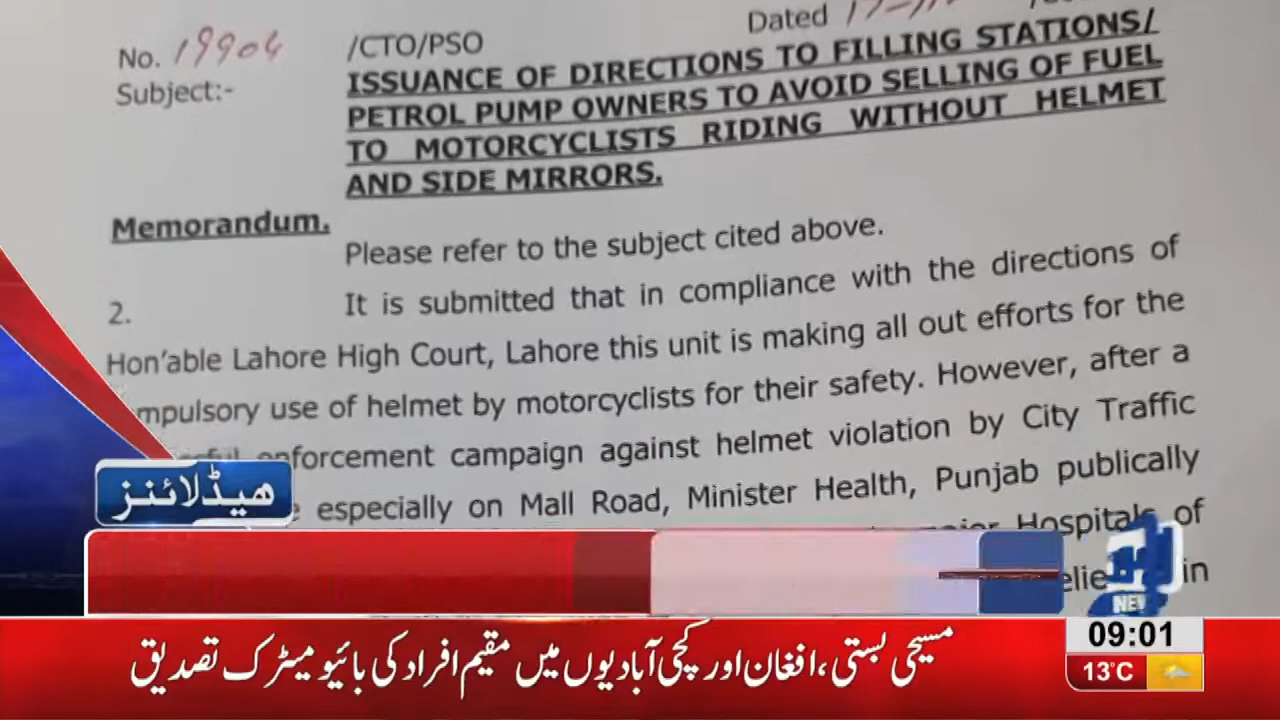 No. 19904 /CTO/PSO Dated
Subject:- ISSUANCE OF DIRECTIONS TO FILLING STATIONS/
PETROL PUMP OWNERS TO AVOID SELLING OF FUEL
TO MOTORCYCLISTS RIDING WITHOUT HELMET
AND SIDE MIRRORS.
Memorandum.
Please refer to the subject cited above.
2. It is submitted that in compliance with the directions of
Hon'able Lahore High Court, Lahore this unit is making all out efforts for the
mpulsory use of helmet by motorcyclists for their safety. However, after a
enforcement campaign against helmet violation by City Traffic
especially on Mall Road, Minister Health, Punjab publically
Hospitals of
in
ھیڈلائنز
NEW
09:01
13°C
مسیحی بستی، افغان اور کچی آبادیوں میں مقیم افراد کی بائیو میٹرک تصدیق